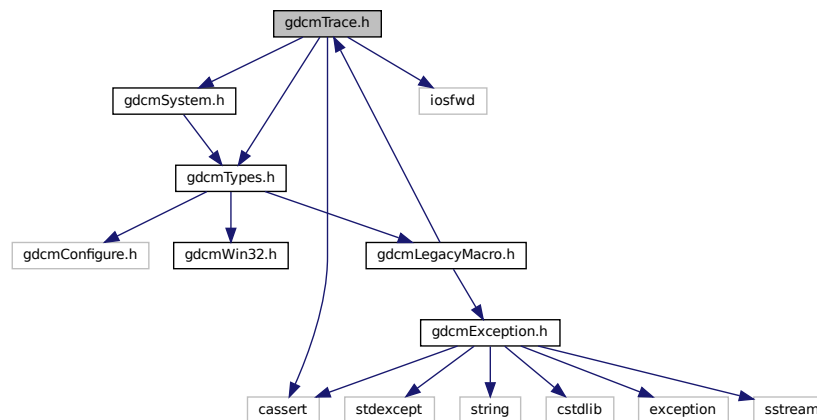 gdcmTrace.h
gdcmSystem.h
iosfwd
gdcmTypes.h
gdcmConfigure.h
gdcmWin32.h
gdcmLegacyMacro.h
gdcmException.h
cassert
stdexcept
string
cstdlib
exception
sstream